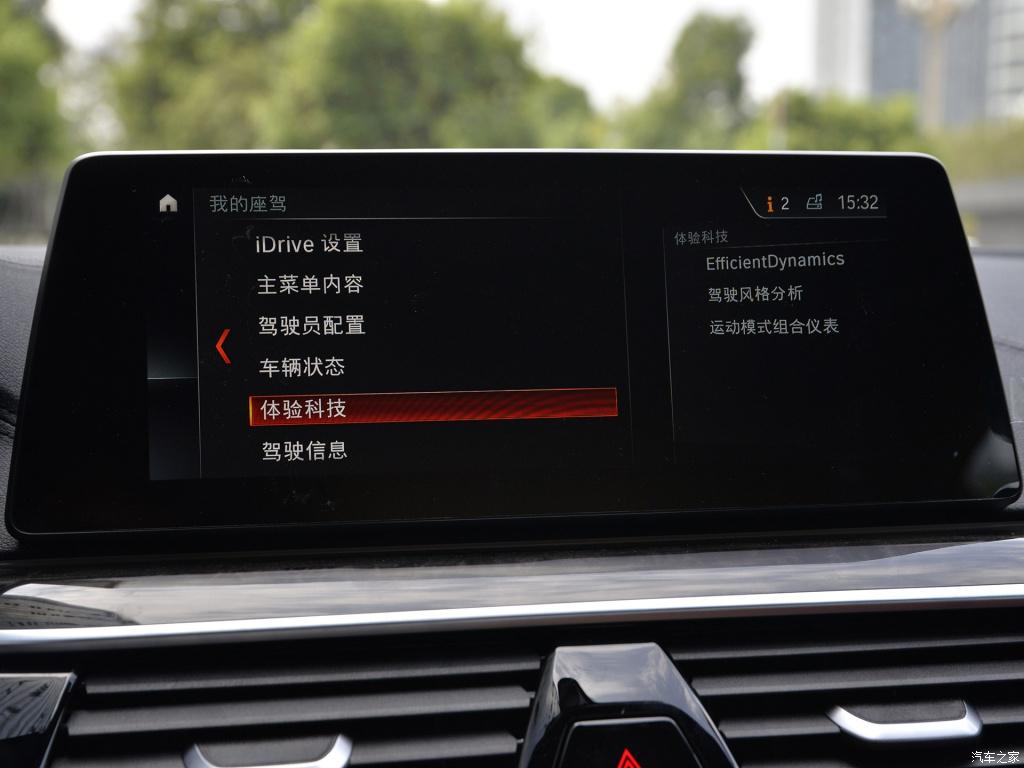 我的座驾
2 15:32
iDrive 设置
主菜单内容
驾驶员配置
车辆状态
体验科技
驾驶信息
体验科技
EfficientDynamics
驾驶风格分析
运动模式组合仪表
汽车之家